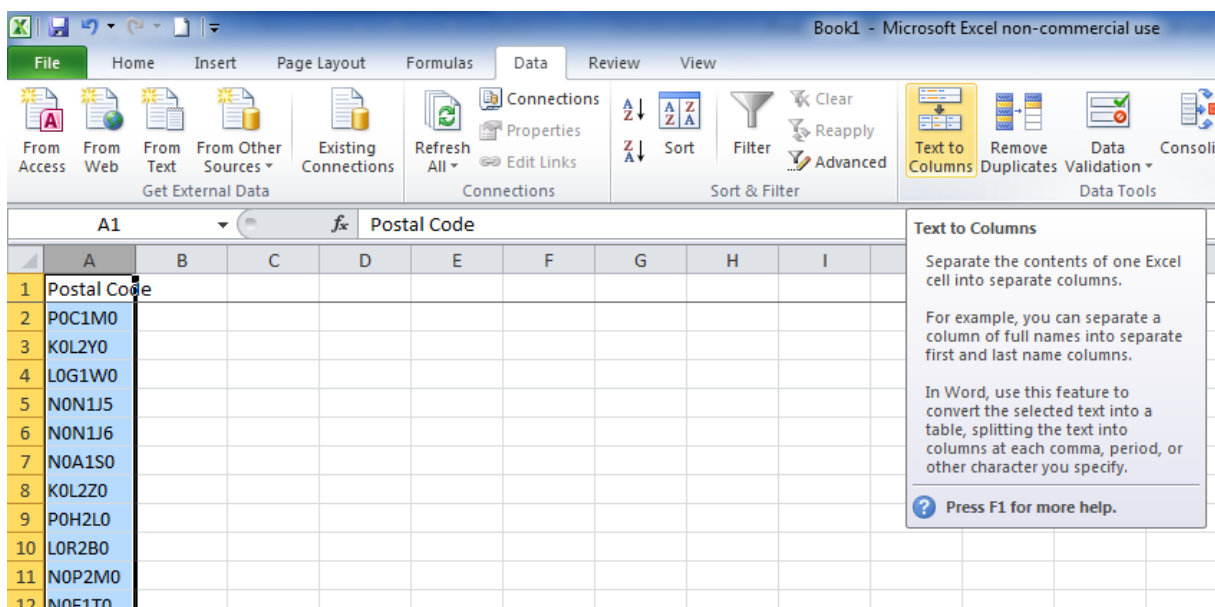 Book1 - Microsoft Excel non-commercial use
File Home Insert Page Layout Formulas Data Review View
From Access
From Web
From Text
From Other Sources
Existing Connections
Get External Data
Refresh All
Connections
Properties
Edit Links
Connections
A Z
Z A
Sort
Filter
Clear
Reapply
Advanced
Sort & Filter
Text to Columns
Remove Duplicates
Data Validation
Consoli
Data Tools
A1 fx Postal Code
A B C D E F G H I
1 Postal Code
2 P0C1M0
3 K0L2Y0
4 L0G1W0
5 N0N1J5
6 N0N1J6
7 N0A1S0
8 K0L2Z0
9 P0H2L0
10 L0R2B0
11 N0P2M0
12 N0E1T0
Text to Columns
Separate the contents of one Excel
cell into separate columns.
For example, you can separate a
column of full names into separate
first and last name columns.
In Word, use this feature to
convert the selected text into a
table, splitting the text into
columns at each comma, period, or
other character you specify.
Press F1 for more help.